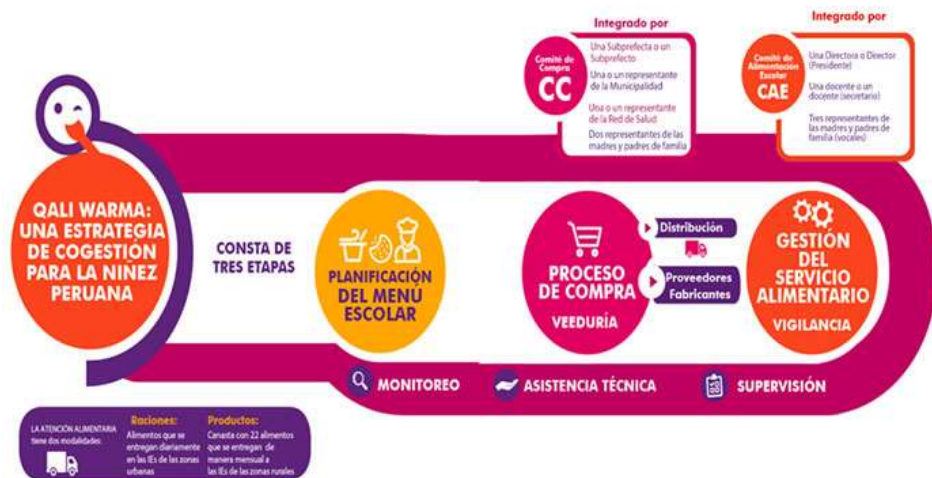 Integrado por
Comité de
Compra
CC
Una Subprefecta o un
Subprefecto
Una o un representante
de la Municipalidad
Una o un representante
de la Red de Salud
Dos representantes de las
madres y padres de familia
Integrado por
Comité de
Alimentación
Escolar
CAE
Una Directora o Director
(Presidente)
Una docente o un
docente (secretario)
Tres representantes de
las madres y padres de
familia (vocales)
QALI WARMA:
UNA ESTRATEGIA
DE COGESTIÓN
PARA LA NIÑEZ
PERUANA
CONSTA DE
TRES ETAPAS
PLANIFICACIÓN
DEL MENÚ
ESCOLAR
PROCESO
DE COMPRA
VEEDURÍA
Distribución
Proveedores
Fabricantes
GESTIÓN
DEL
SERVICIO
ALIMENTARIO
VIGILANCIA
MONITOREO
ASISTENCIA TÉCNICA
SUPERVISIÓN
LA ATENCIÓN ALIMENTARIA
tiene dos modalidades:
Raciones:
Alimentos que se
entregan diariamente
en las IEs de las zonas
urbanas
Productos:
Canasta con 22 alimentos
que se entregan de
manera mensual a
las IEs de las zonas rurales